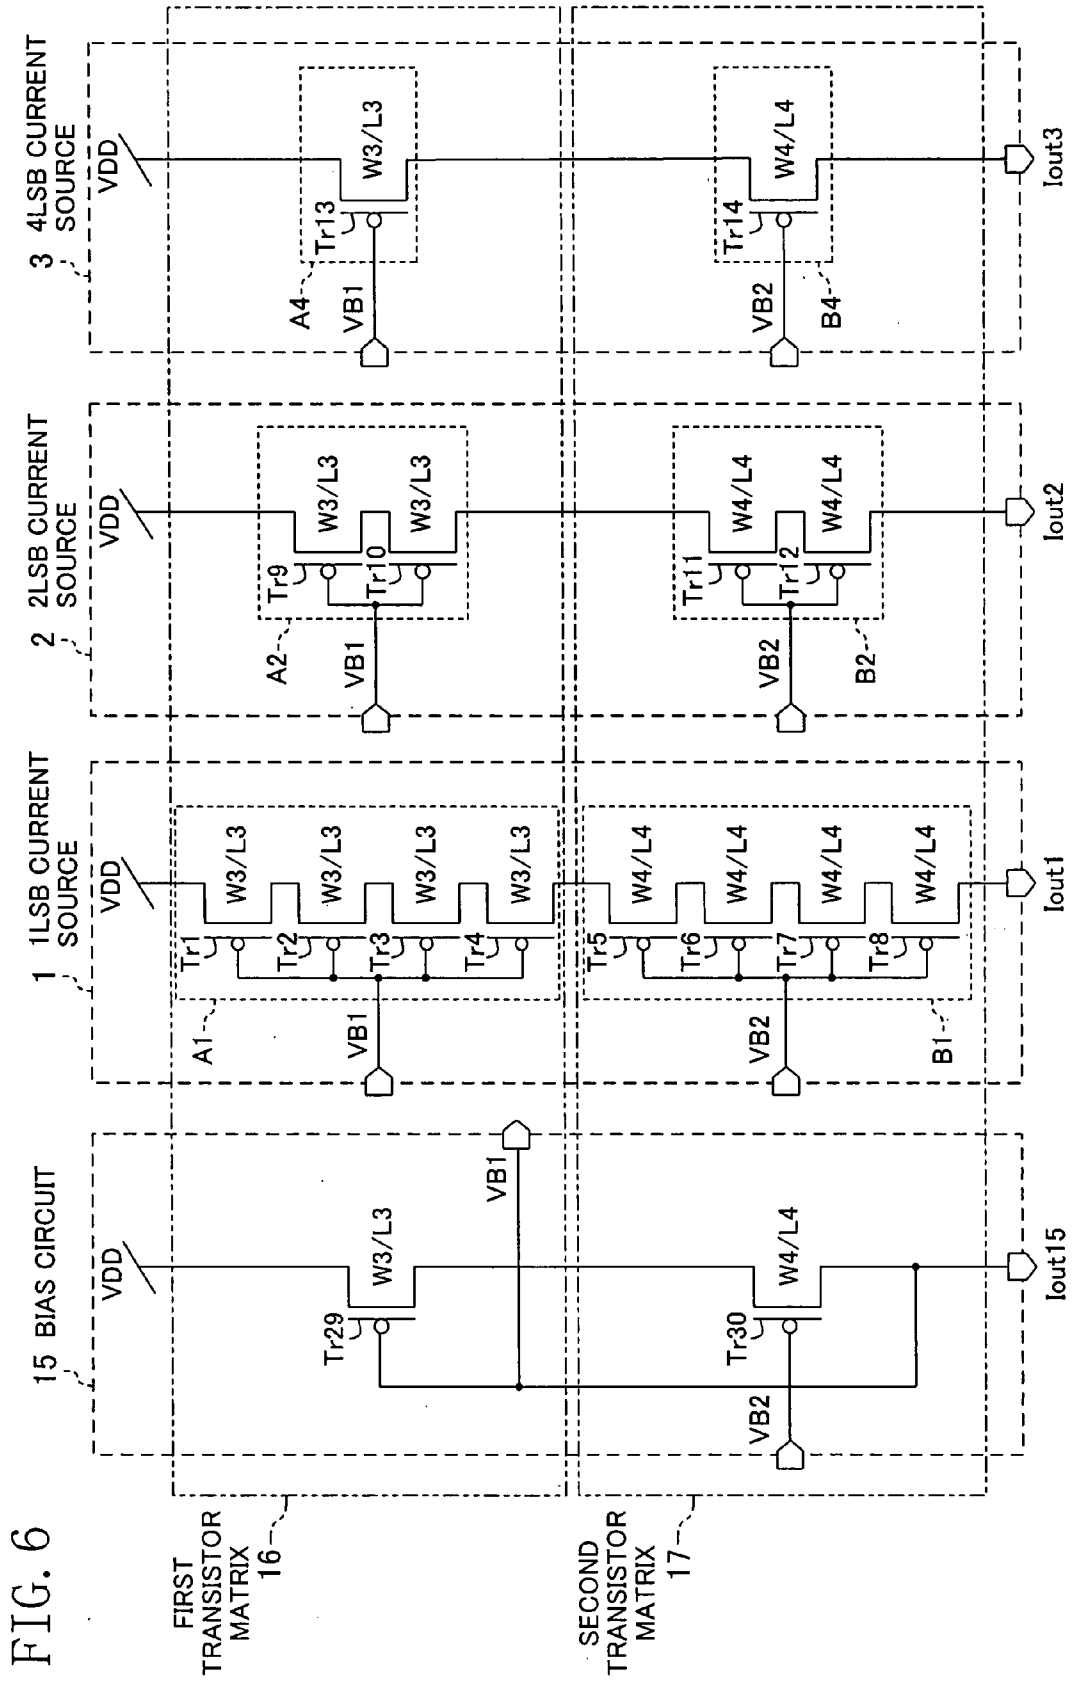 FIG. 6
15 BIAS CIRCUIT
VDD
Tr29
W3/L3
VB1
Tr30
W4/L4
VB2
Iout15
1
1LSB CURRENT
SOURCE
VDD
Tr1
W3/L3
Tr2
W3/L3
Tr3
W3/L3
Tr4
W3/L3
A1
VB1
Tr5
W4/L4
Tr6
W4/L4
Tr7
W4/L4
Tr8
W4/L4
VB2
B1
Iout1
2
2LSB CURRENT
SOURCE
VDD
Tr9
W3/L3
Tr10
W3/L3
A2
VB1
Tr11
W4/L4
Tr12
W4/L4
VB2
B2
Iout2
3
4LSB CURRENT
SOURCE
VDD
Tr13
W3/L3
A4
VB1
Tr14
W4/L4
VB2
B4
Iout3
FIRST
TRANSISTOR
MATRIX
16
SECOND
TRANSISTOR
MATRIX
17